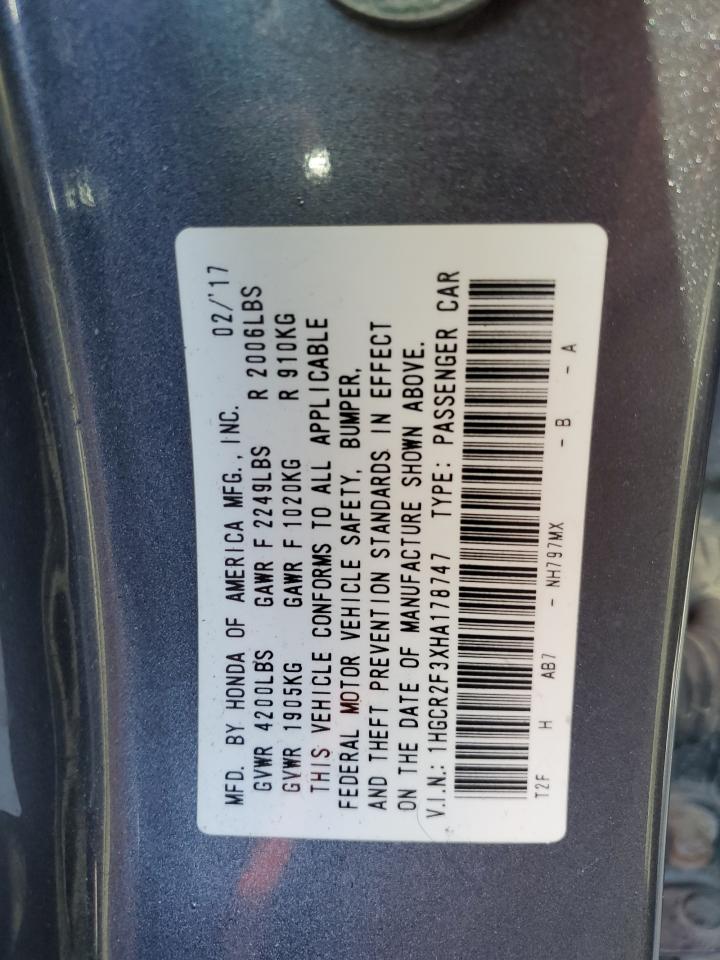 MFD. BY HONDA OF AMERICA MFG., INC. 02/'17
GVWR 4200LBS GAWR F 2249LBS R 2006LBS
GVWR 1905KG GAWR F 1020KG R 910KG
THIS VEHICLE CONFORMS TO ALL APPLICABLE
FEDERAL MOTOR VEHICLE SAFETY, BUMPER,
AND THEFT PREVENTION STANDARDS IN EFFECT
ON THE DATE OF MANUFACTURE SHOWN ABOVE.
V.I.N.: 1HGCR2F3XHA178747 TYPE: PASSENGER CAR
T2F H AB7 - NH797MX - B - A